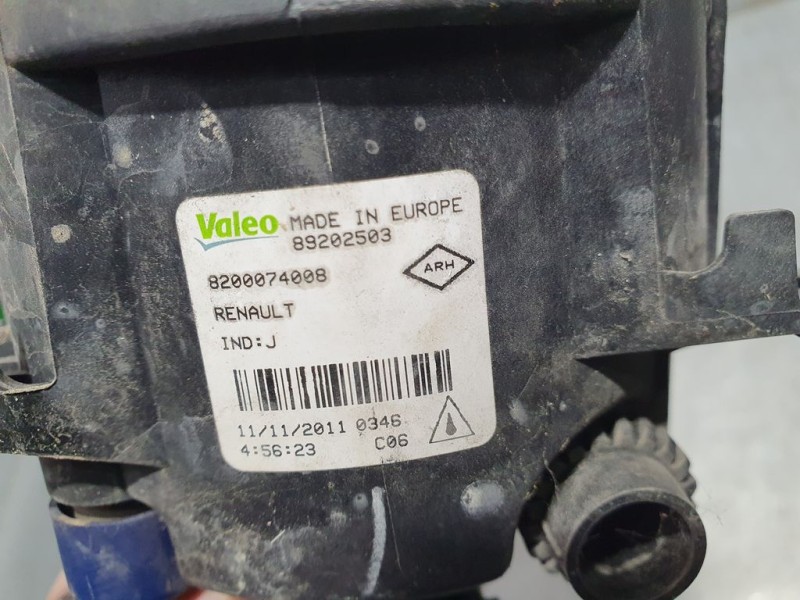 Valeo MADE IN EUROPE
89202503
8200074008
ARH
RENAULT
IND:J
11/11/2011 0346
4:56:23 C06